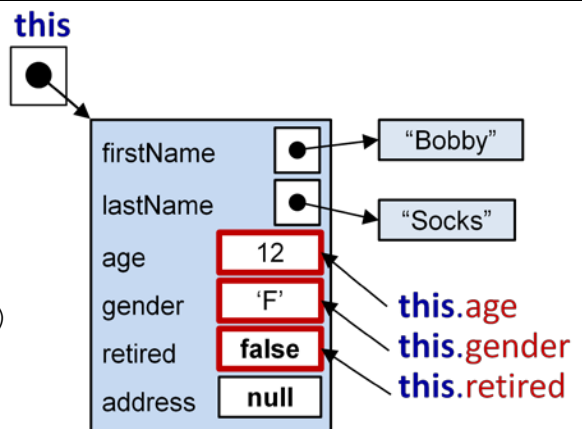 this
firstName
"Bobby"
lastName
"Socks"
age 12
this.age
gender 'F'
)
this.gender
retired false
this.retired
address null